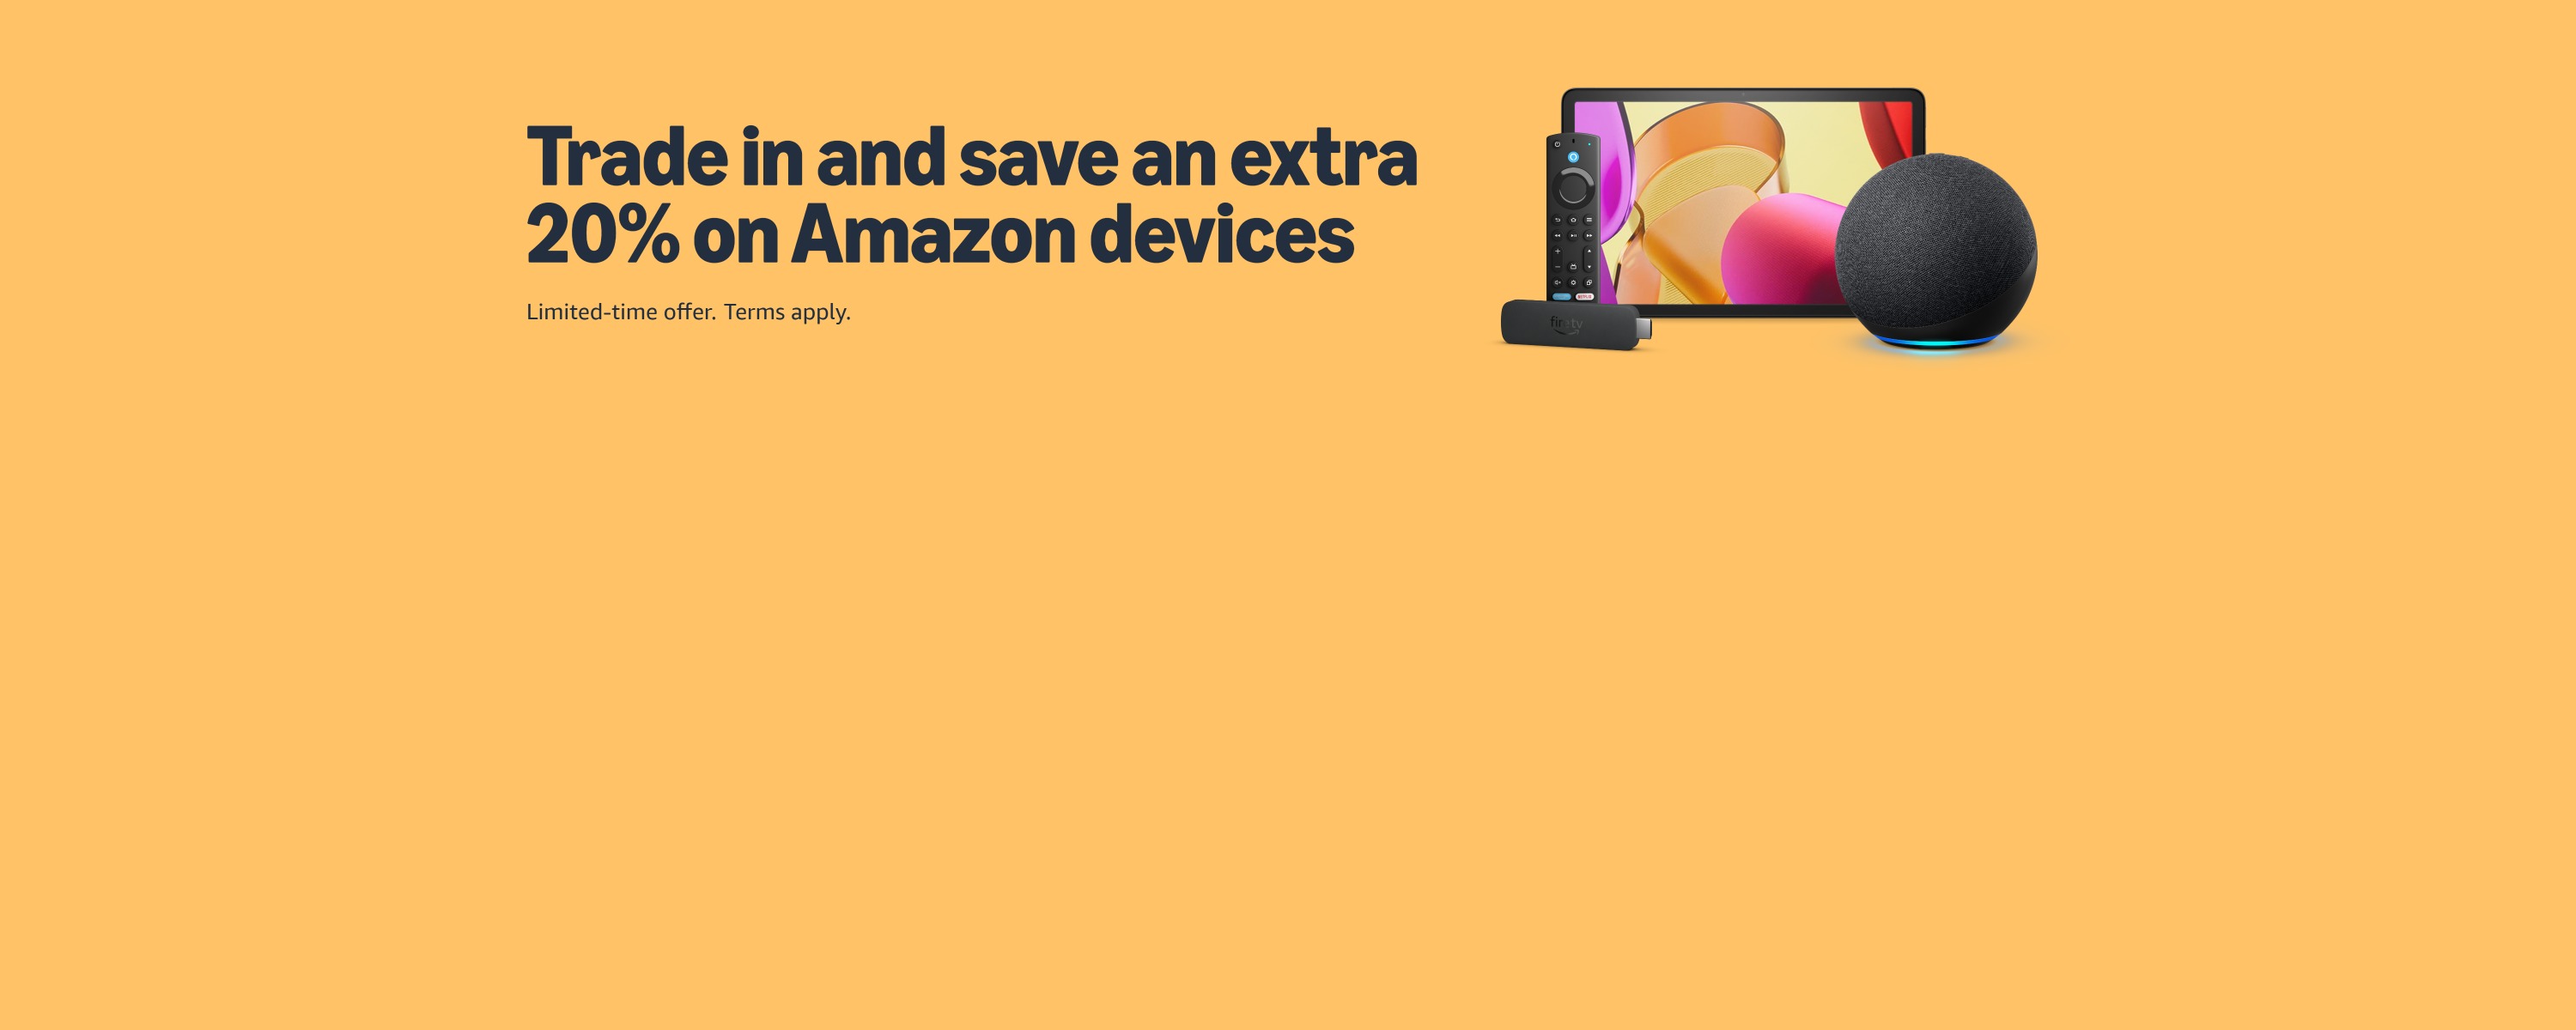 Trade in and save an extra
20% on Amazon devices
Limited-time offer. Terms apply.
fire tv